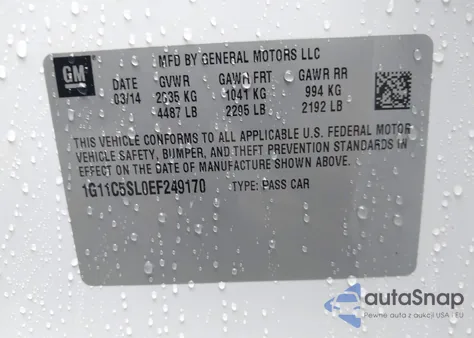 MFD BY GENERAL MOTORS LLC
GM
DATE GVWR GAWR FRT GAWR RR
03/14 2035 KG 1041 KG 994 KG
4487 LB 2295 LB 2192 LB
THIS VEHICLE CONFORMS TO ALL APPLICABLE U.S. FEDERAL MOTOR
VEHICLE SAFETY, BUMPER, AND THEFT PREVENTION STANDARDS IN
EFFECT ON THE DATE OF MANUFACTURE SHOWN ABOVE.
1G11C5SL0EF249170 TYPE: PASS CAR
autoSnap
Pewne auta z aukcji USA i EU